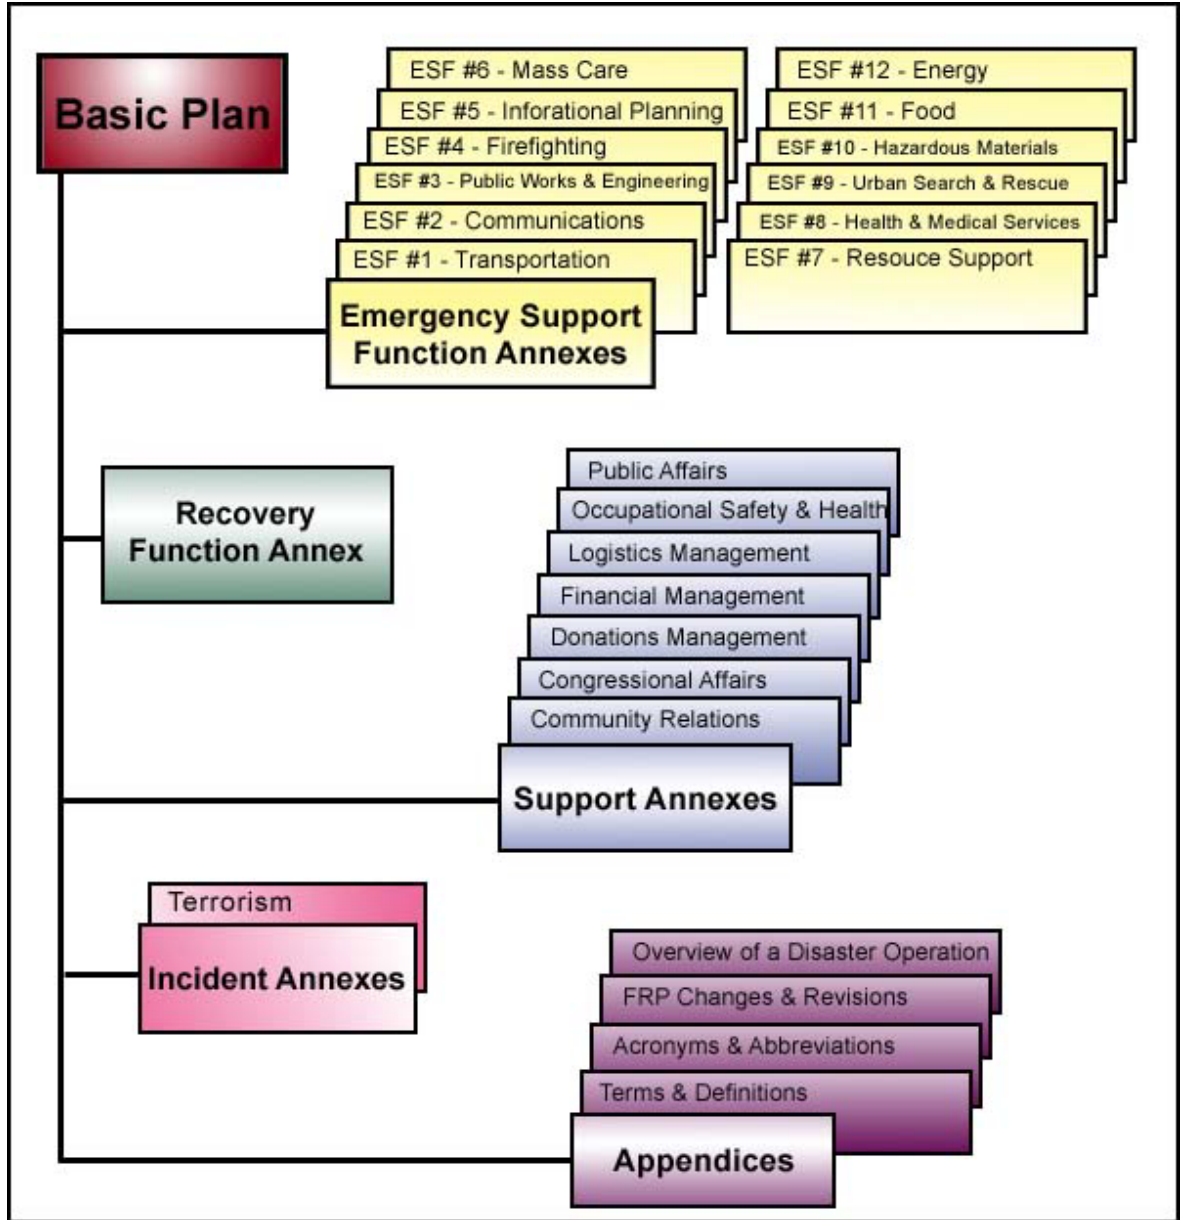 Basic Plan
ESF #6 - Mass Care
ESF #5 - Inforational Planning
ESF #4 - Firefighting
ESF #3 - Public Works & Engineering
ESF #2 - Communications
ESF #1 - Transportation
Emergency Support
Function Annexes
ESF #12 - Energy
ESF #11 - Food
ESF #10 - Hazardous Materials
ESF #9 - Urban Search & Rescue
ESF #8 - Health & Medical Services
ESF #7 - Resouce Support
Recovery
Function Annex
Public Affairs
Occupational Safety & Health
Logistics Management
Financial Management
Donations Management
Congressional Affairs
Community Relations
Support Annexes
Terrorism
Incident Annexes
Overview of a Disaster Operation
FRP Changes & Revisions
Acronyms & Abbreviations
Terms & Definitions
Appendices